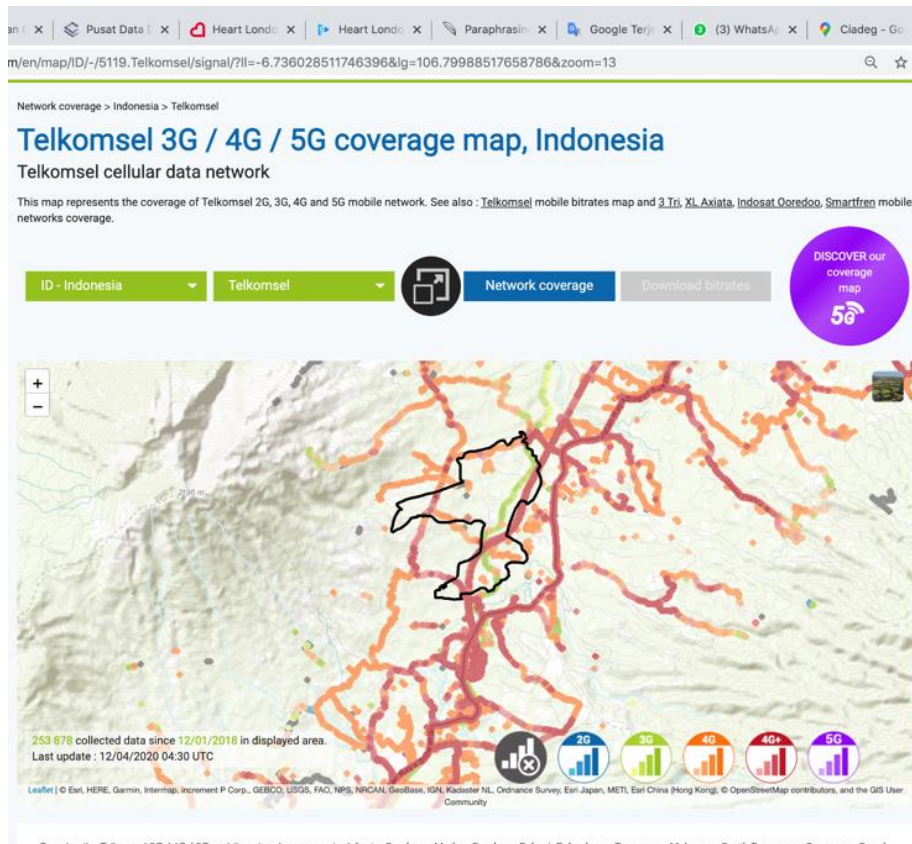 Pusat Data
Heart Londo
Heart Londo
Paraphrasin
Google Terje
(3) WhatsAp
Ciadeg - Go
m/en/map/ID/-/5119.Telkomsel/signal/?ll=-6.736028511746396&lg=106.7998851765878​6&zoom=13
Network coverage > Indonesia > Telkomsel
Telkomsel 3G / 4G / 5G coverage map, Indonesia
Telkomsel cellular data network
This map represents the coverage of Telkomsel 2G, 3G, 4G and 5G mobile network. See also : Telkomsel mobile bitrates map and 3 Tri, XL Axiata, Indosat Ooredoo, Smartfren mobile
networks coverage.
DISCOVER our
coverage
map
5G
ID - Indonesia
Telkomsel
Network coverage
Download bitrates
+
−
253 878 collected data since 12/01/2018 in displayed area.
Last update : 12/04/2020 04:30 UTC
2G
3G
4G
4G+
5G
Leaflet | © Esri, HERE, Garmin, Intermap, increment P Corp., GEBCO, USGS, FAO, NPS, NRCAN, GeoBase, IGN, Kadaster NL, Ordnance Survey, Esri Japan, METI, Esri China (Hong Kong), © OpenStreetMap contributors, and the GIS User
Community